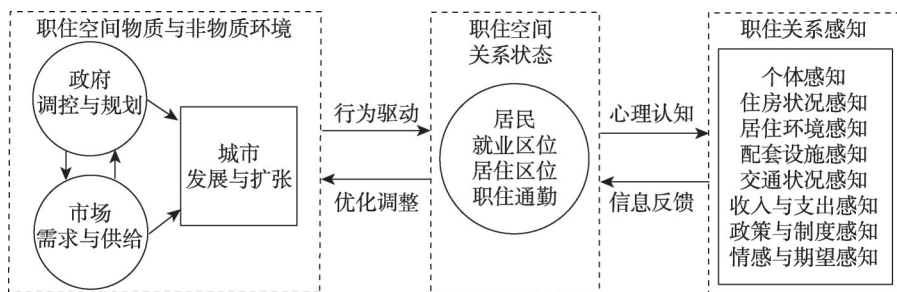 职住空间物质与非物质环境
政府
调控与规划
城市
发展与扩张
市场
需求与供给
行为驱动
优化调整
职住空间
关系状态
居民
就业区位
居住区位
职住通勤
心理认知
信息反馈
职住关系感知
个体感知
住房状况感知
居住环境感知
配套设施感知
交通状况感知
收入与支出感知
政策与制度感知
情感与期望感知